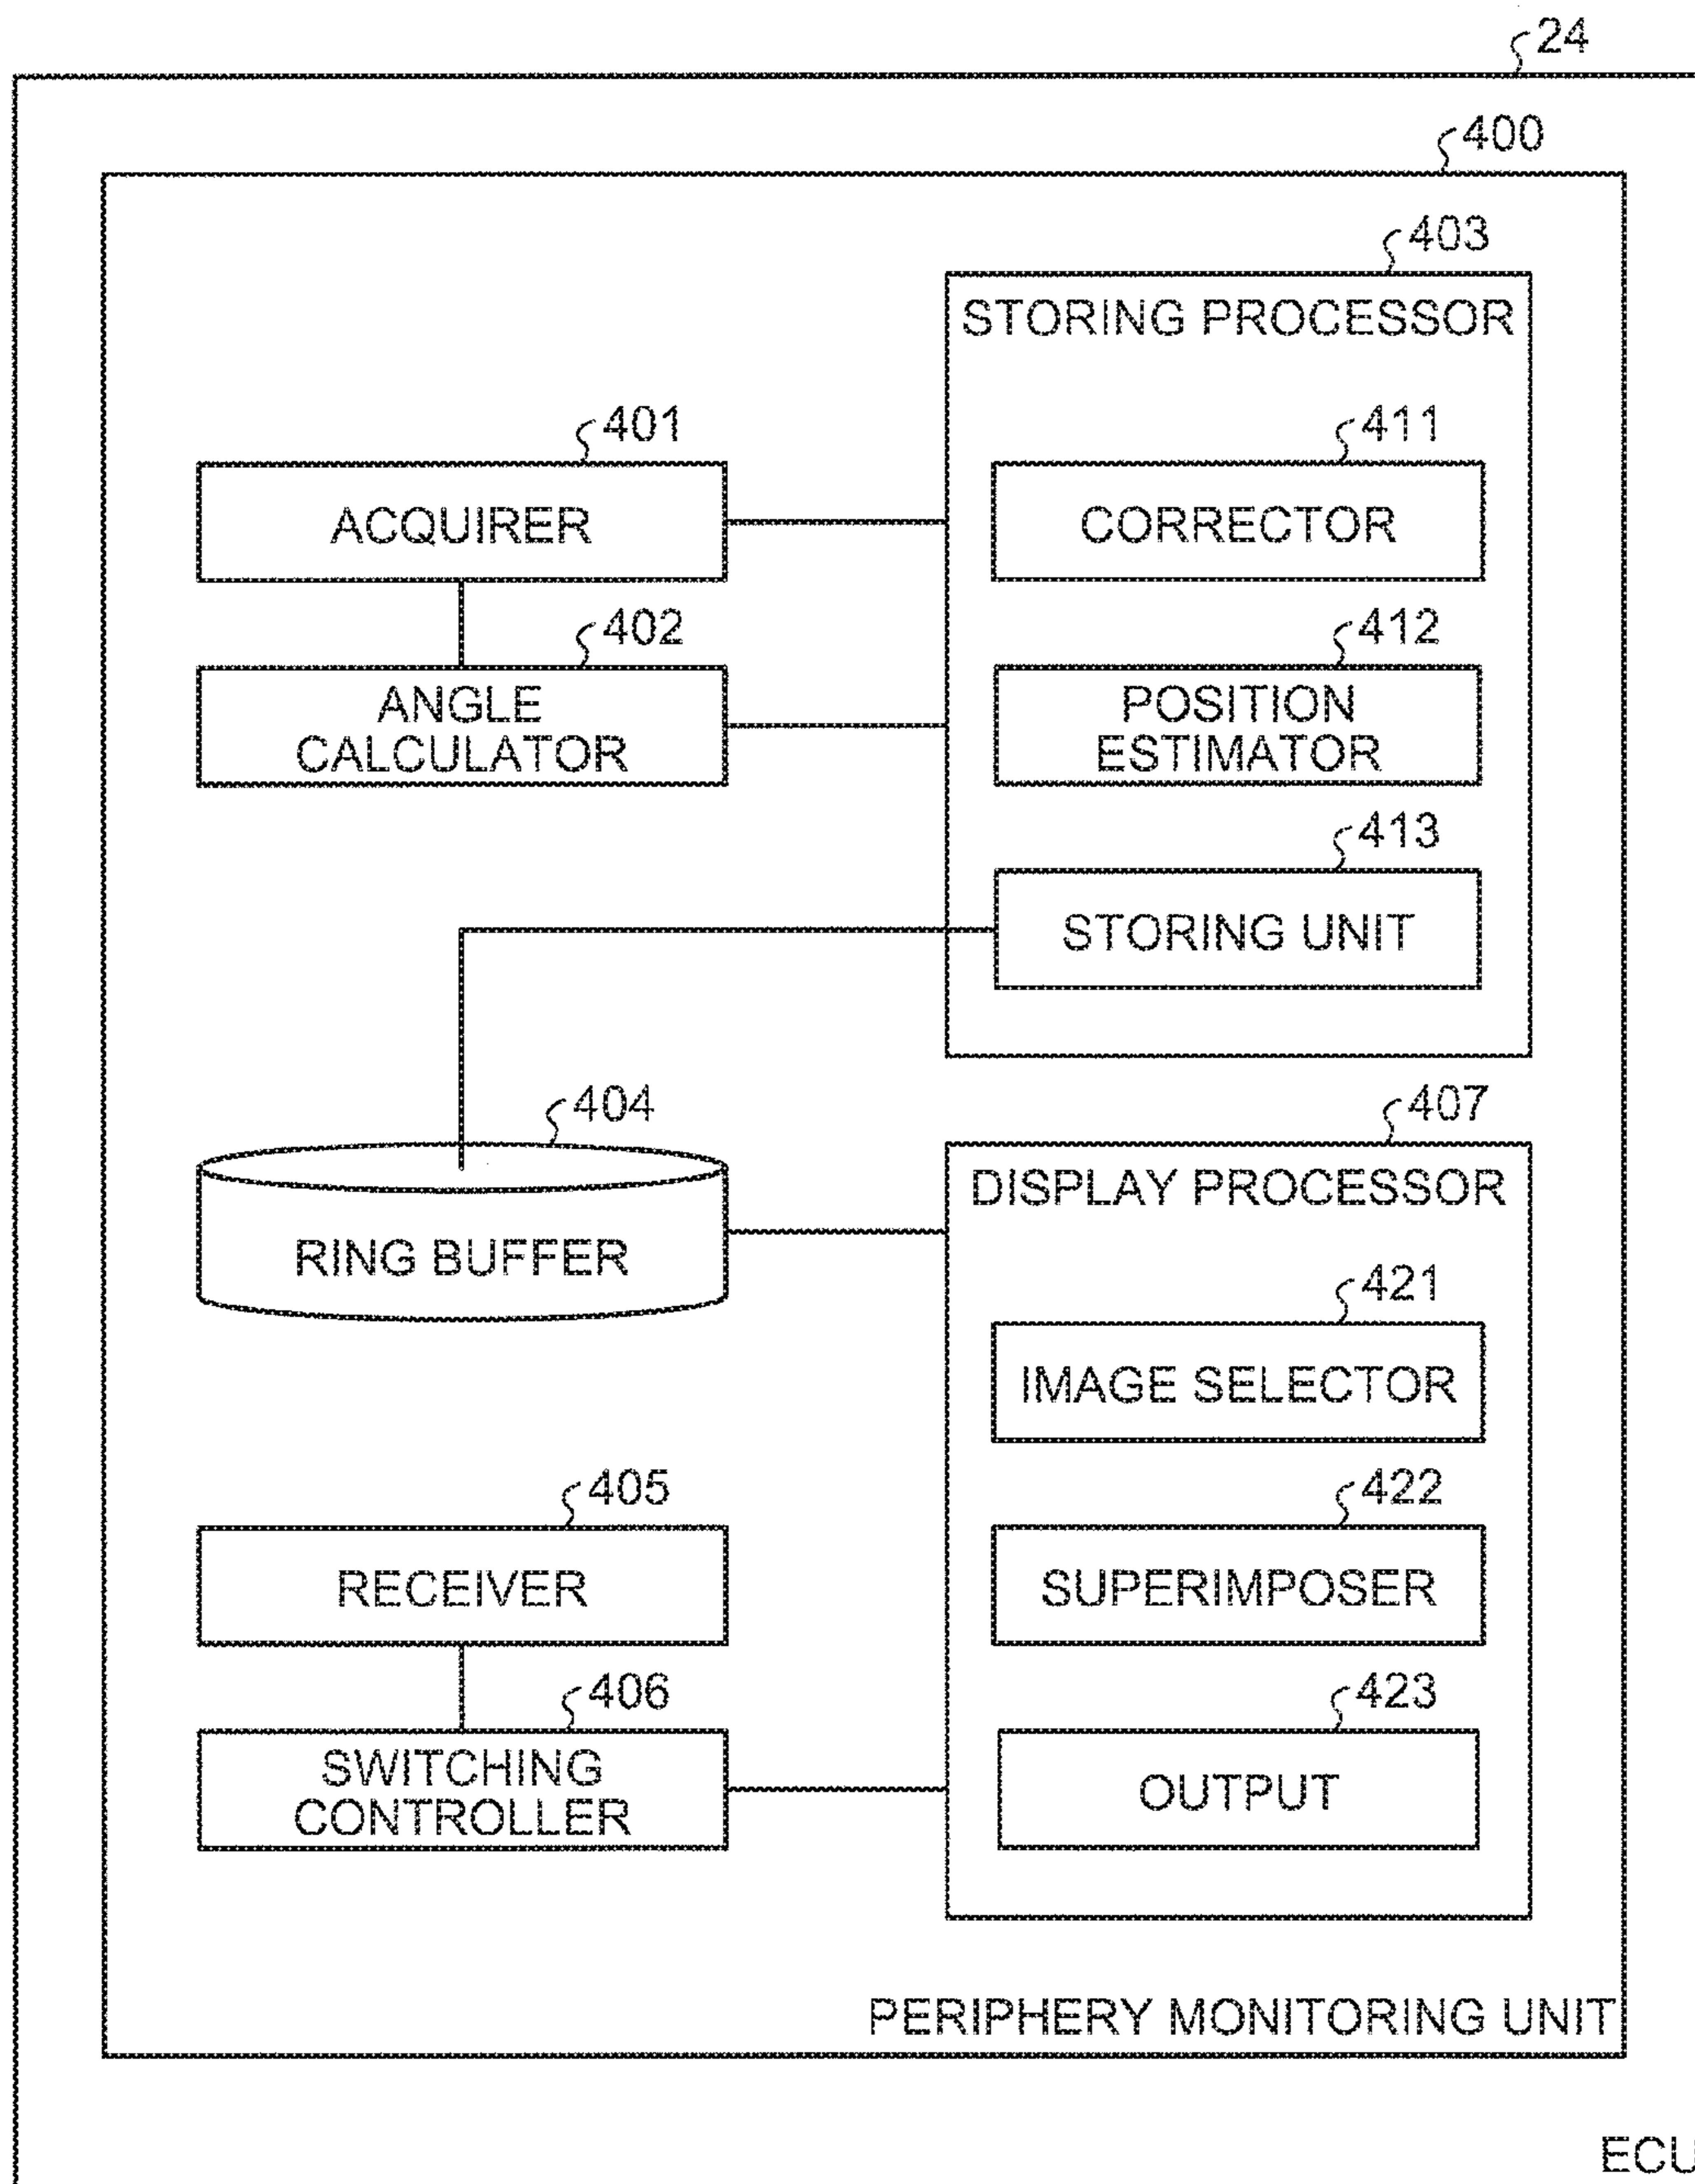 24
400
403
STORING PROCESSOR
401
ACQUIRER
411
CORRECTOR
402
ANGLE
CALCULATOR
412
POSITION
ESTIMATOR
413
STORING UNIT
404
RING BUFFER
407
DISPLAY PROCESSOR
421
IMAGE SELECTOR
405
RECEIVER
422
SUPERIMPOSER
406
SWITCHING
CONTROLLER
423
OUTPUT
PERIPHERY MONITORING UNIT
ECU